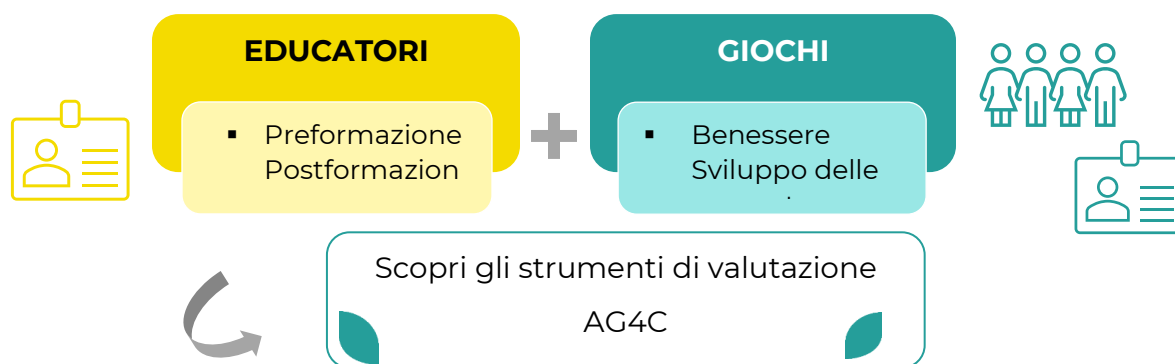 EDUCATORI
▪ Preformazione
Postformazion
GIOCHI
▪ Benessere
Sviluppo delle
Scopri gli strumenti di valutazione
AG4C